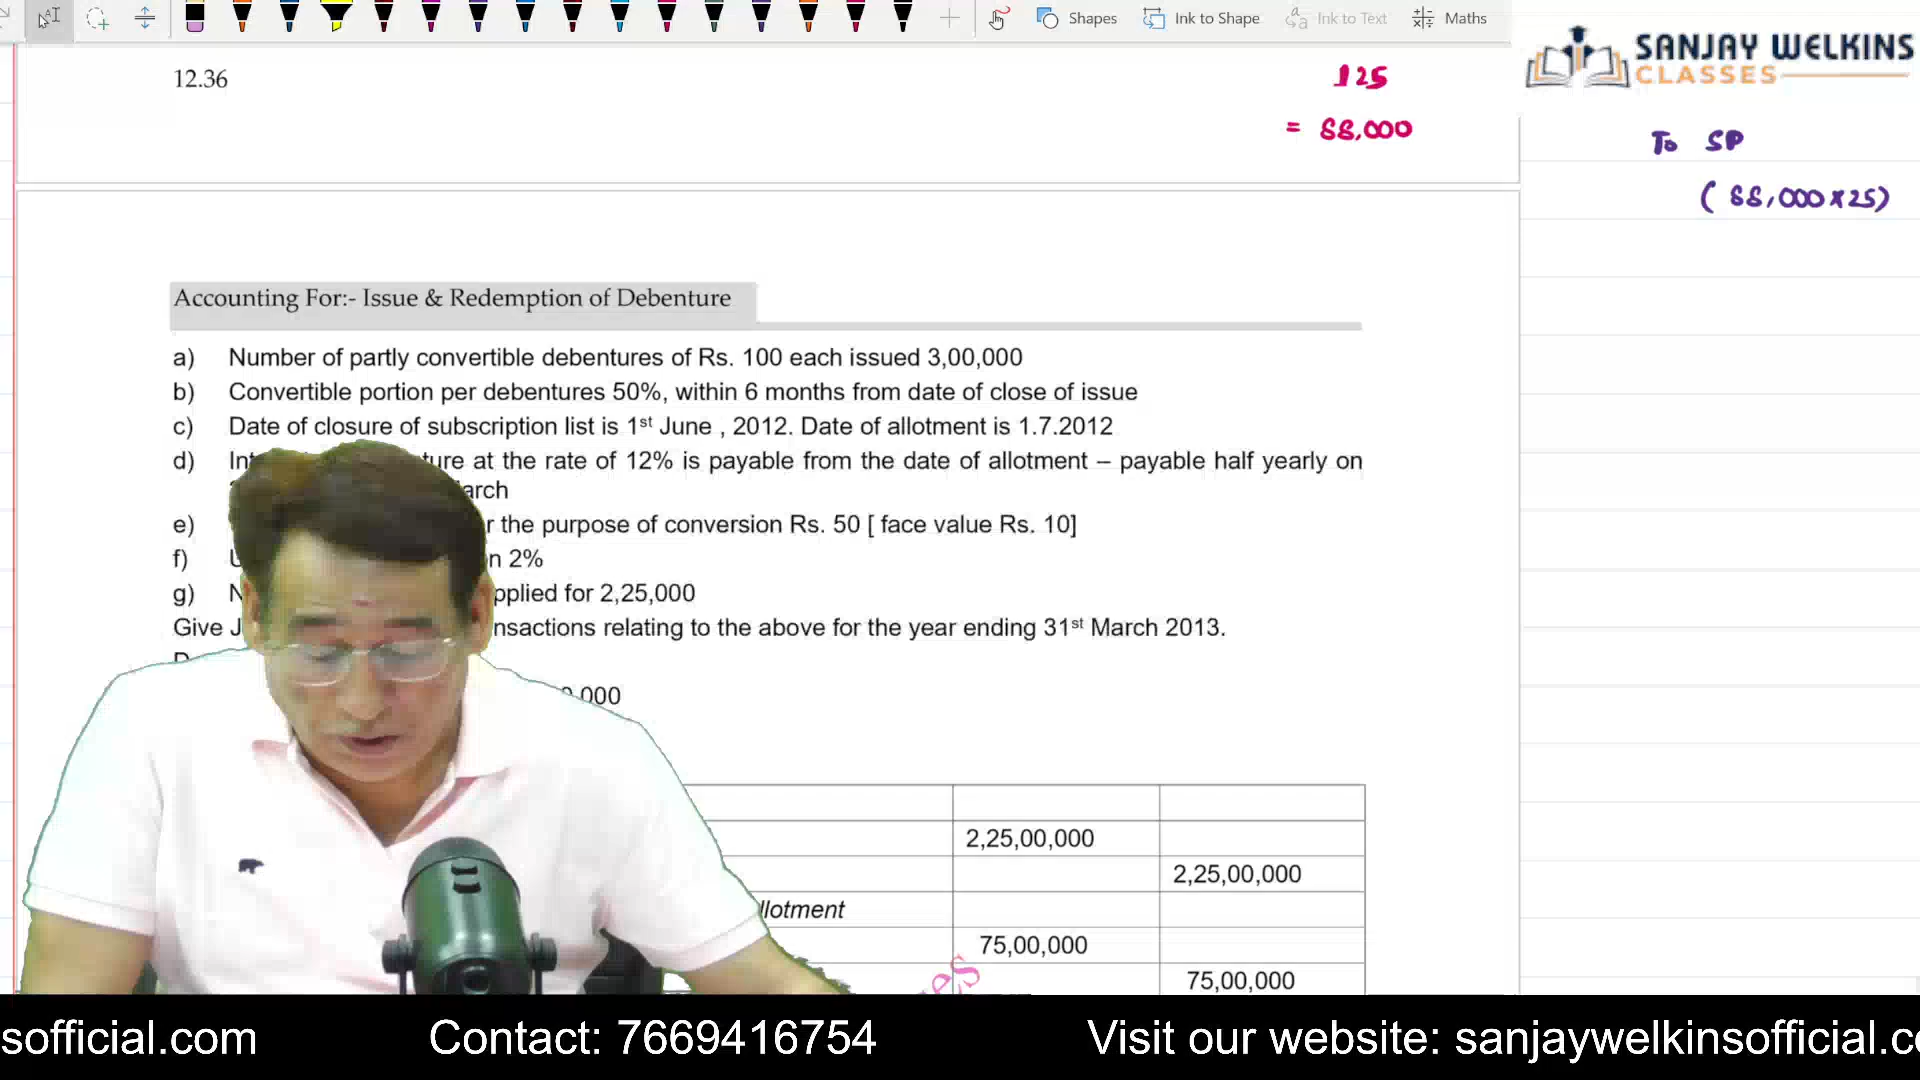 Shapes Ink to Shape Ink to Text Maths
SANJAY WELKINS
CLASSES
12.36
125
= 88,000
To SP
(88,000x25)
Accounting For:- Issue & Redemption of Debenture
a) Number of partly convertible debentures of Rs. 100 each issued 3,00,000
b) Convertible portion per debentures 50%, within 6 months from date of close of issue
c) Date of closure of subscription list is 1st June , 2012. Date of allotment is 1.7.2012
d) at the rate of 12% is payable from the date of allotment – payable half yearly on
e) the purpose of conversion Rs. 50 [ face value Rs. 10]
f) 2%
g) for 2,25,000
Give relating to the above for the year ending 31st March 2013.
2,25,00,000
2,25,00,000
75,00,000
75,00,000
sofficial.com Contact: 7669416754 Visit our website: sanjaywelkinsofficial.c